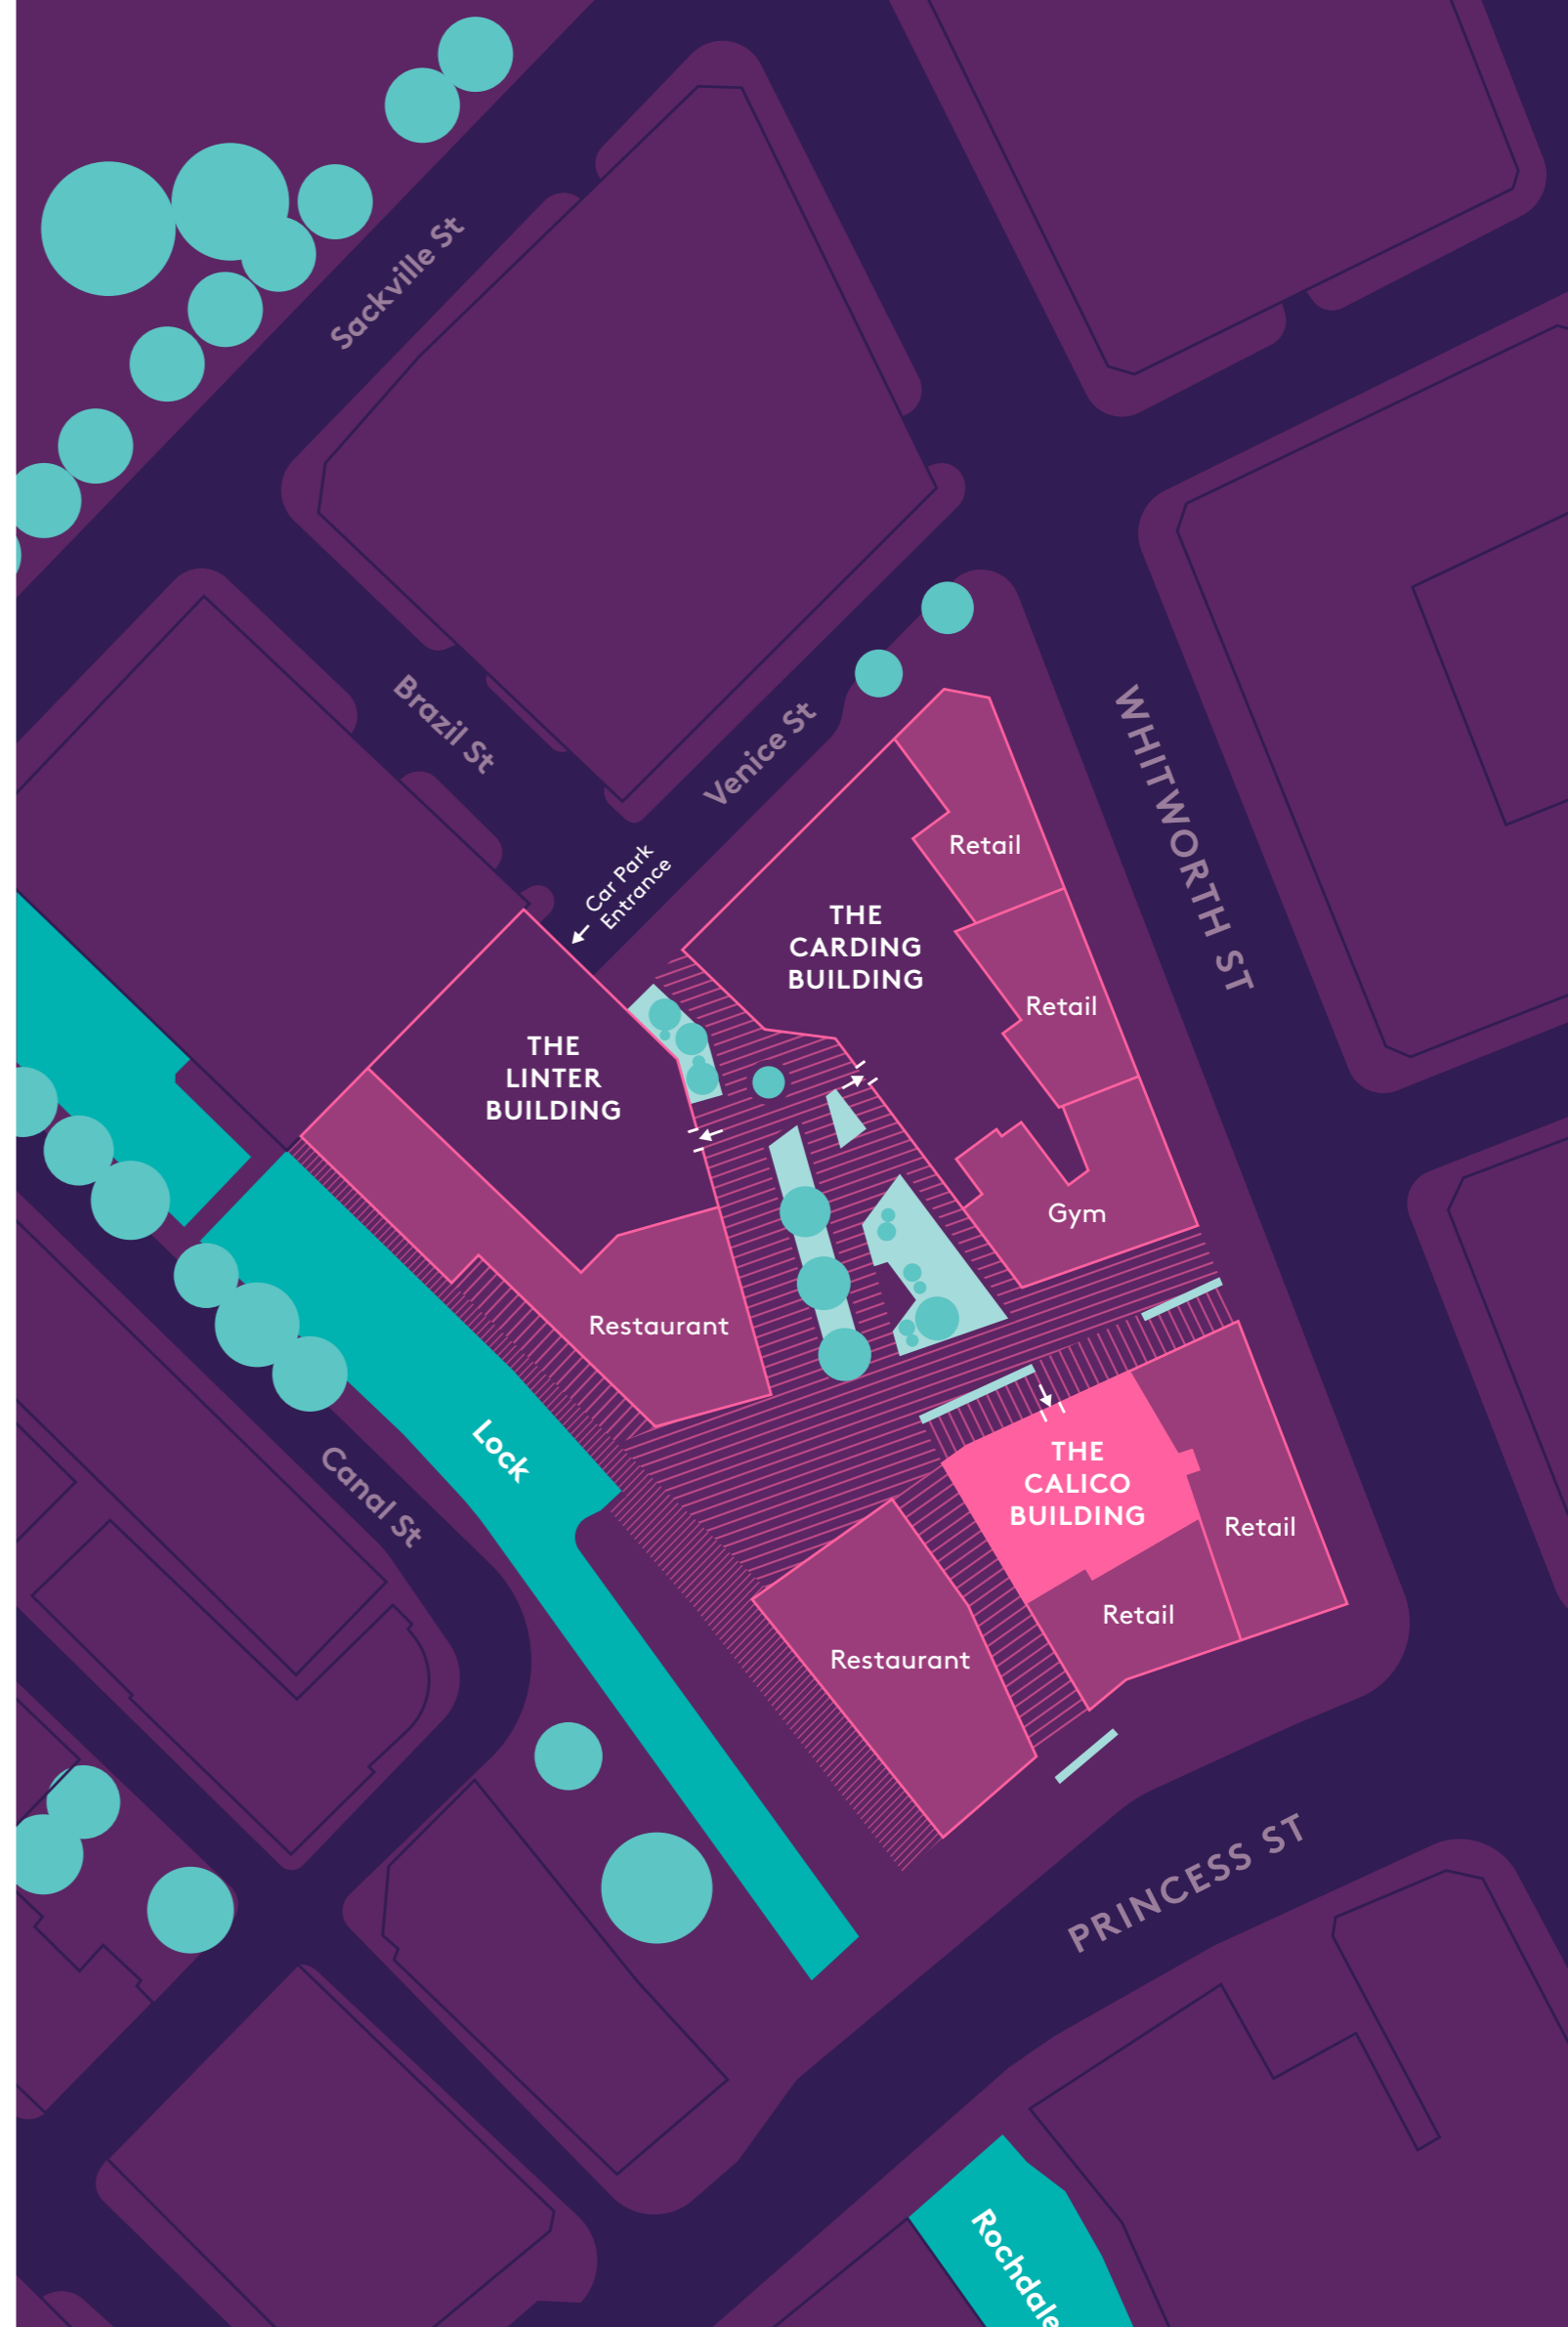 Sackville St
Brazil St
Venice St
WHITWORTH ST
Car Park
Entrance
Retail
THE
CARDING
BUILDING
Retail
THE
LINTER
BUILDING
Gym
Restaurant
Lock
Canal St
THE
CALICO
BUILDING
Retail
Retail
Restaurant
PRINCESS ST
Rochdale